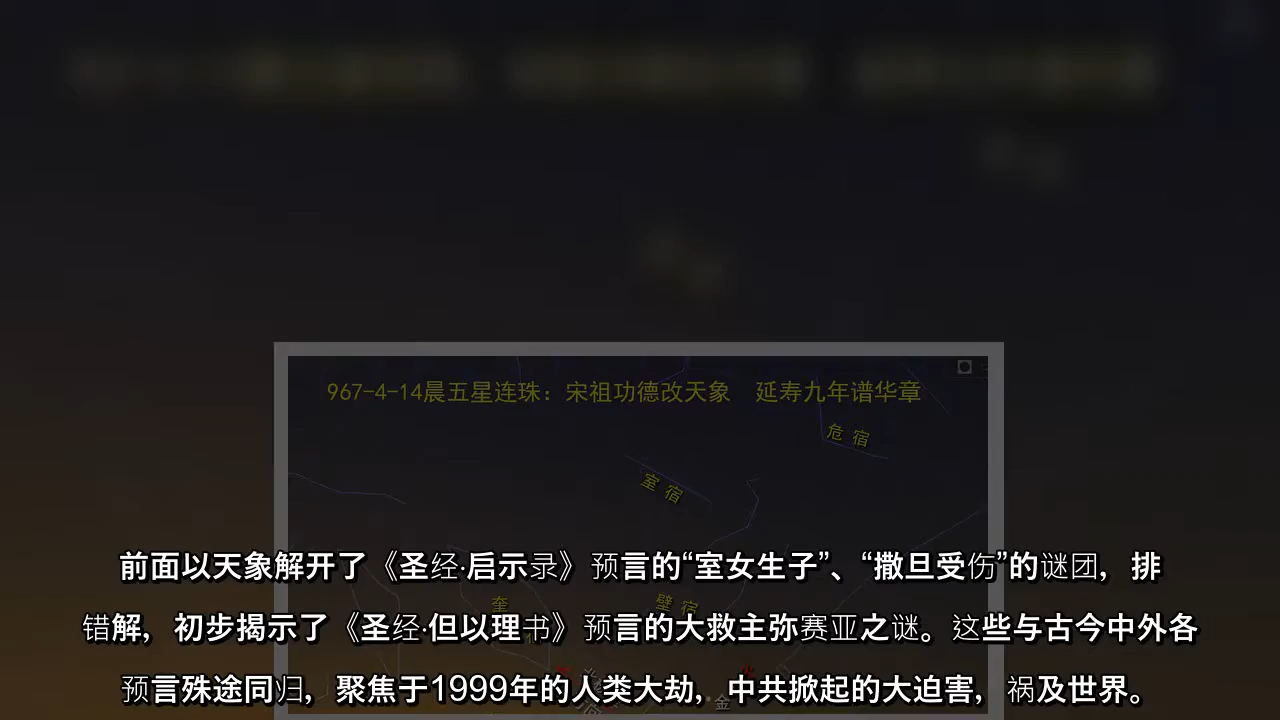 967-4-14晨五星连珠：宋祖功德改天象　延寿九年谱华章
危宿
室宿
前面以天象解开了《圣经·启示录》预言的“室女生子”、“撒旦受伤”的谜团，排
奎
壁宿
错解，初步揭示了《圣经·但以理书》预言的大救主弥赛亚之谜。这些与古今中外各
预言殊途同归，聚焦于1999年的人类大劫，中共掀起的大迫害，祸及世界。
金